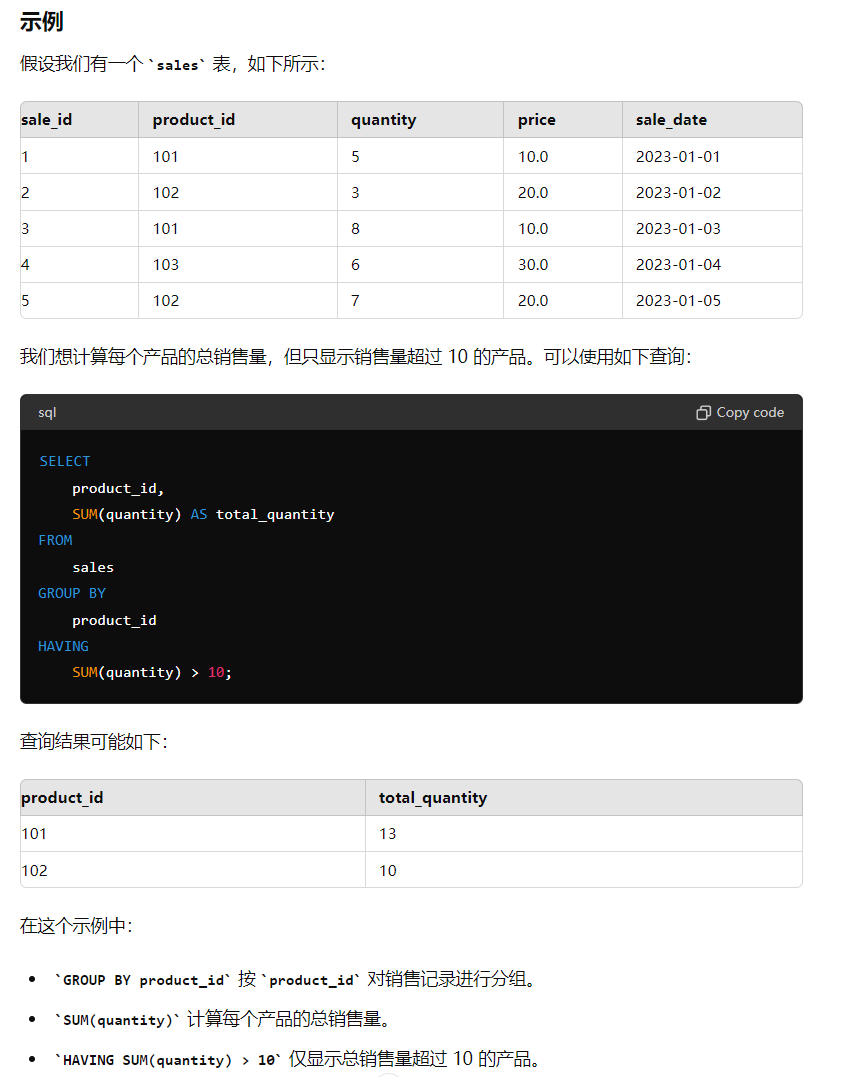 示例
假设我们有一个 `sales` 表，如下所示：
sale_id product_id quantity price sale_date
1 101 5 10.0 2023-01-01
2 102 3 20.0 2023-01-02
3 101 8 10.0 2023-01-03
4 103 6 30.0 2023-01-04
5 102 7 20.0 2023-01-05
我们想计算每个产品的总销售量，但只显示销售量超过 10 的产品。可以使用如下查询：
sql Copy code
SELECT
product_id,
SUM(quantity) AS total_quantity
FROM
sales
GROUP BY
product_id
HAVING
SUM(quantity) > 10;
查询结果可能如下：
product_id total_quantity
101 13
102 10
在这个示例中：
• `GROUP BY product_id` 按 `product_id` 对销售记录进行分组。
• `SUM(quantity)` 计算每个产品的总销售量。
• `HAVING SUM(quantity) > 10` 仅显示总销售量超过 10 的产品。